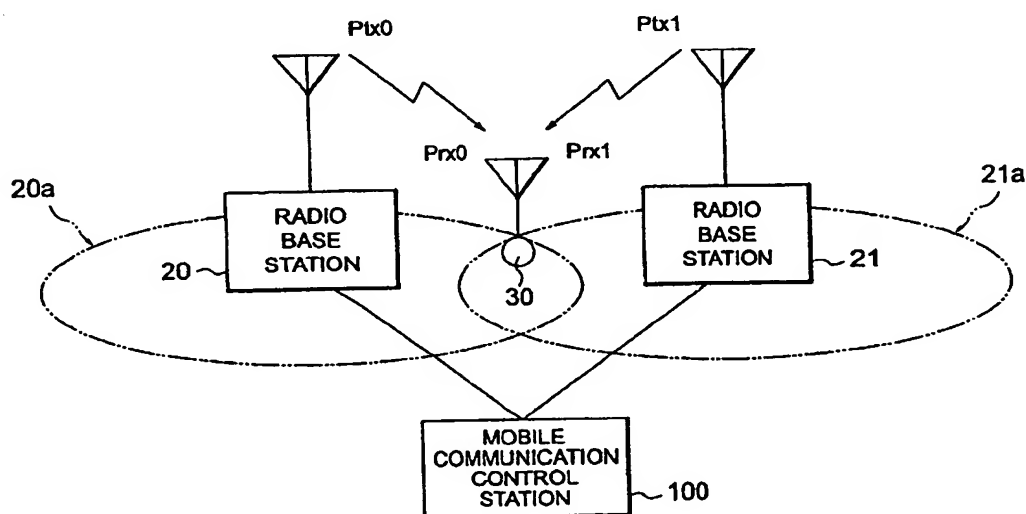 Ptx0
Ptx1
Prx0
Prx1
20a
21a
RADIO
BASE
STATION
20
RADIO
BASE
STATION
21
30
MOBILE
COMMUNICATION
CONTROL
STATION
100